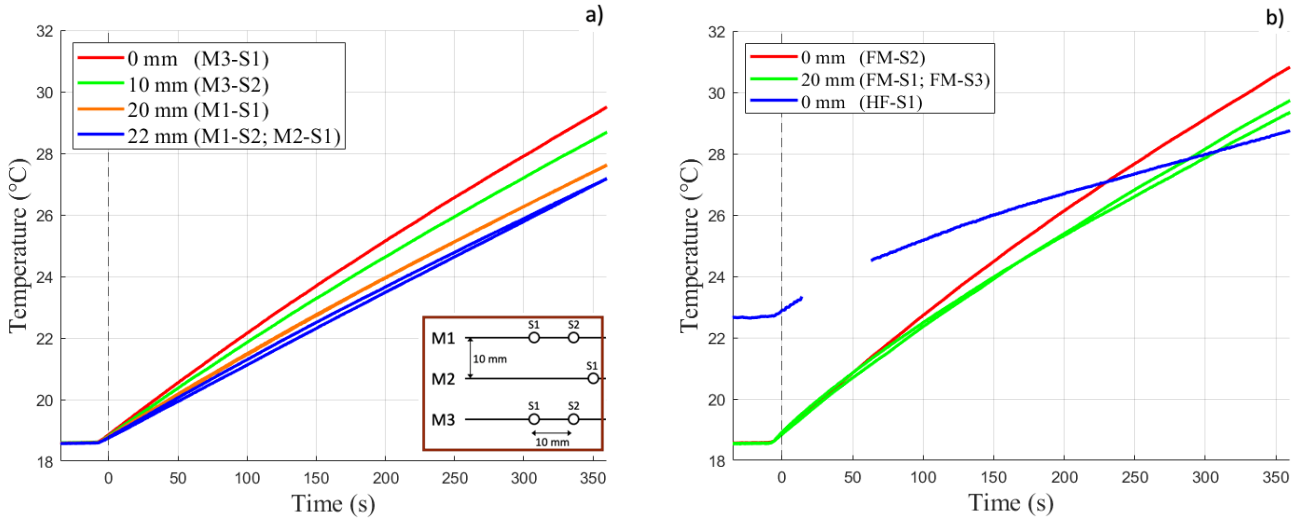 a)
32
30
28
26
24
22
20
18
Temperature (°C)
0 mm (M3-S1)
10 mm (M3-S2)
20 mm (M1-S1)
22 mm (M1-S2; M2-S1)
M1
S1
S2
10 mm
M2
S1
M3
S1
S2
10 mm
0
50
100
150
200
250
300
350
Time (s)
b)
32
30
28
26
24
22
20
18
Temperature (°C)
0 mm (FM-S2)
20 mm (FM-S1; FM-S3)
0 mm (HF-S1)
0
50
100
150
200
250
300
350
Time (s)